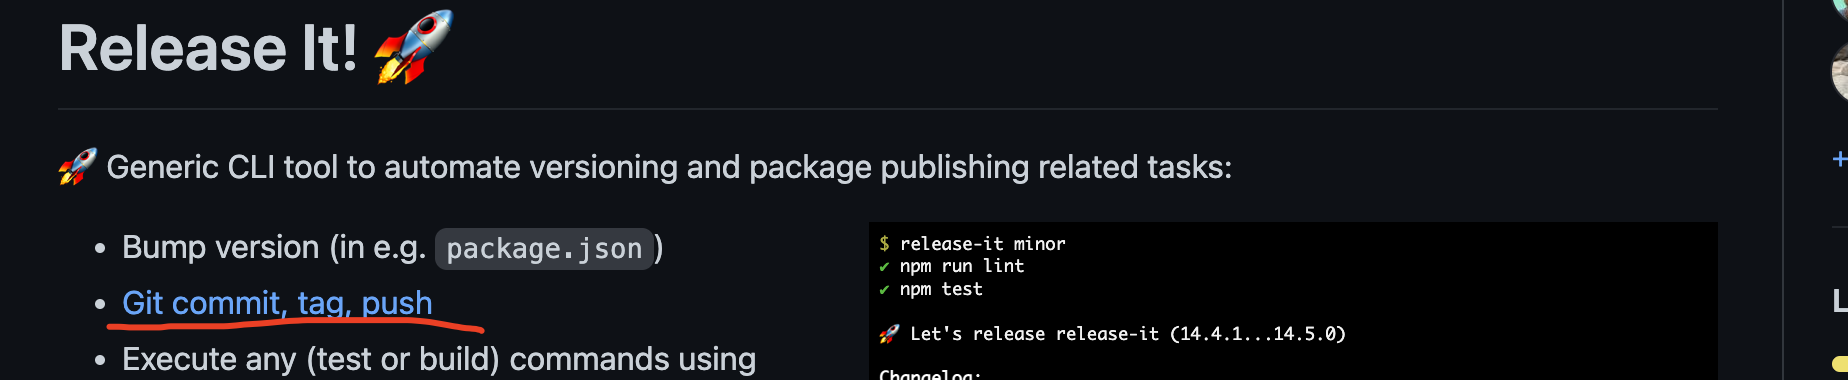 Release It! 🚀
🚀 Generic CLI tool to automate versioning and package publishing related tasks:
• Bump version (in e.g. package.json)
• Git commit, tag, push
• Execute any (test or build) commands using
$ release-it minor
✔ npm run lint
✔ npm test
🚀 Let's release release-it (14.4.1...14.5.0)
Changelog:
+
L